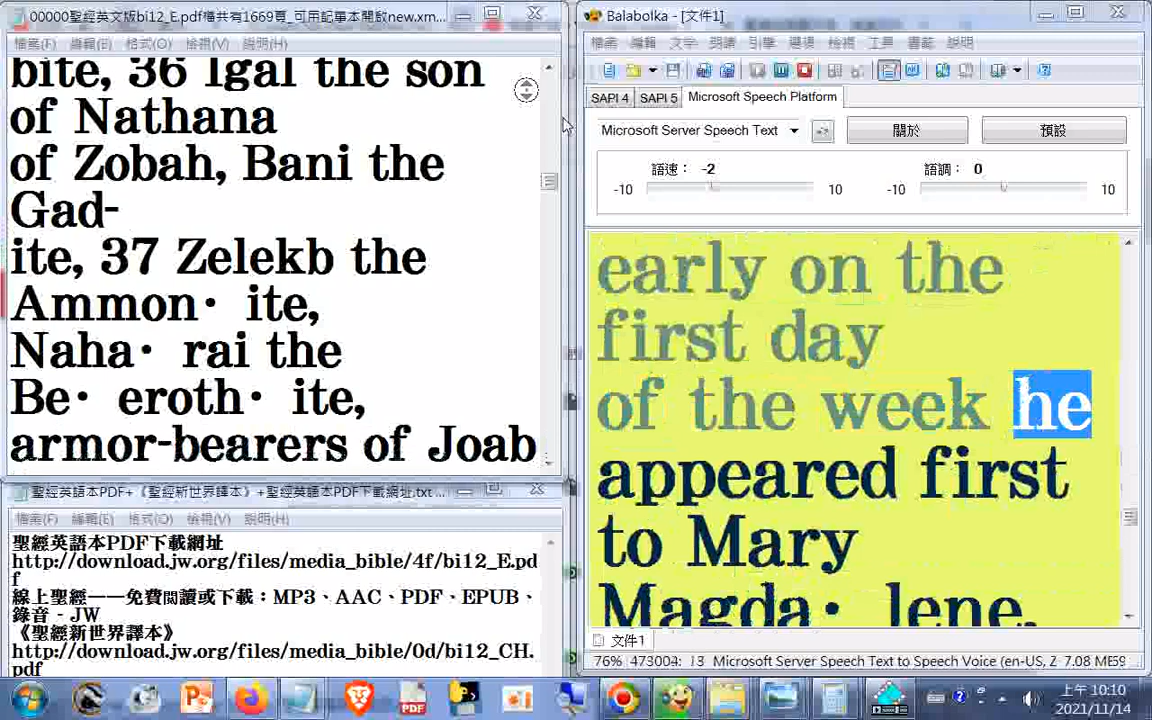 00000聖經英文版bi12_E.pdf檔共有1669頁_可用記事本開啟new.xm...
檔案(F) 編輯(E) 格式(O) 檢視(V) 說明(H)
bite, 36 Igal the son
of Nathana
of Zobah, Bani the
Gad-
ite, 37 Zelekb the
Ammon· ite,
Naha· rai the
Be· eroth· ite,
armor-bearers of Joab
聖經英語本PDF+《聖經新世界譯本》+聖經英語本PDF下載網址.txt ...
檔案(F) 編輯(E) 格式(O) 檢視(V) 說明(H)
聖經英語本PDF下載網址
http://download.jw.org/files/media_bible/4f/bi12_E.pd
f
線上聖經——免費閱讀或下載：MP3、AAC、PDF、EPUB、
錄音 - JW
《聖經新世界譯本》
http://download.jw.org/files/media_bible/0d/bi12_CH.
pdf
Balabolka - [文件1]
檔案 編輯 文字 朗讀 引擎 選項 檢視 工具 書籤 說明
SAPI 4 SAPI 5 Microsoft Speech Platform
Microsoft Server Speech Text 關於 預設
語速： -2 語調： 0
-10 10 -10 10
early on the
first day
of the week he
appeared first
to Mary
Magda· lene,
文件1
76% 473004: 13 Microsoft Server Speech Text to Speech Voice (en-US, Z 7.08 ME59
上午 10:10
2021/11/14